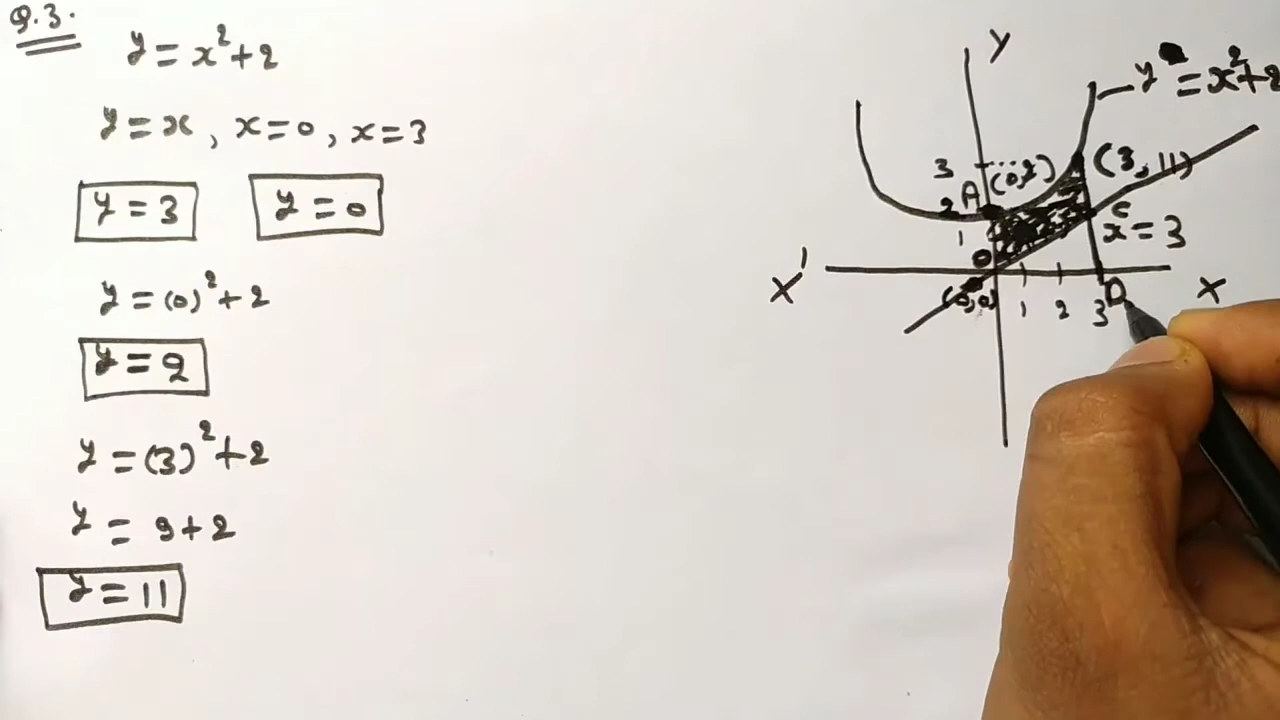 Q.3.
y = x²+2
y = x, x=0, x=3
y = 3 y = 0
y = (0)²+2
y = 2
y = (3)²+2
y = 9+2
y = 11
Y
y = x²+2
3 (0,2) (3,11)
A
2
1 C
x = 3
O
X' X
(0,0) 1 2 3 D